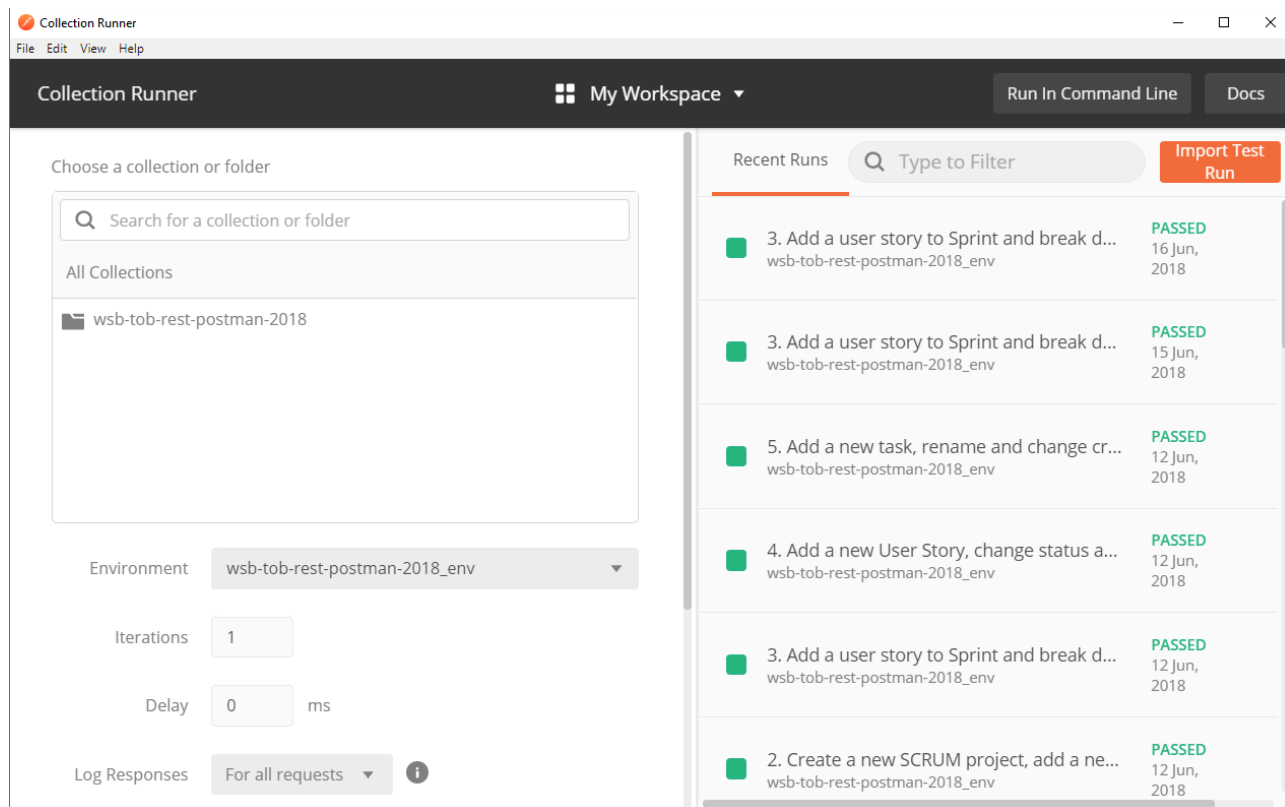 Collection Runner
File Edit View Help
Collection Runner
My Workspace
Run In Command Line
Docs
Choose a collection or folder
Search for a collection or folder
All Collections
wsb-tob-rest-postman-2018
Environment
wsb-tob-rest-postman-2018_env
Iterations
1
Delay
0
ms
Log Responses
For all requests
Recent Runs
Type to Filter
Import Test
Run
3. Add a user story to Sprint and break d...
wsb-tob-rest-postman-2018_env
PASSED
16 Jun,
2018
3. Add a user story to Sprint and break d...
wsb-tob-rest-postman-2018_env
PASSED
15 Jun,
2018
5. Add a new task, rename and change cr...
wsb-tob-rest-postman-2018_env
PASSED
12 Jun,
2018
4. Add a new User Story, change status a...
wsb-tob-rest-postman-2018_env
PASSED
12 Jun,
2018
3. Add a user story to Sprint and break d...
wsb-tob-rest-postman-2018_env
PASSED
12 Jun,
2018
2. Create a new SCRUM project, add a ne...
wsb-tob-rest-postman-2018_env
PASSED
12 Jun,
2018